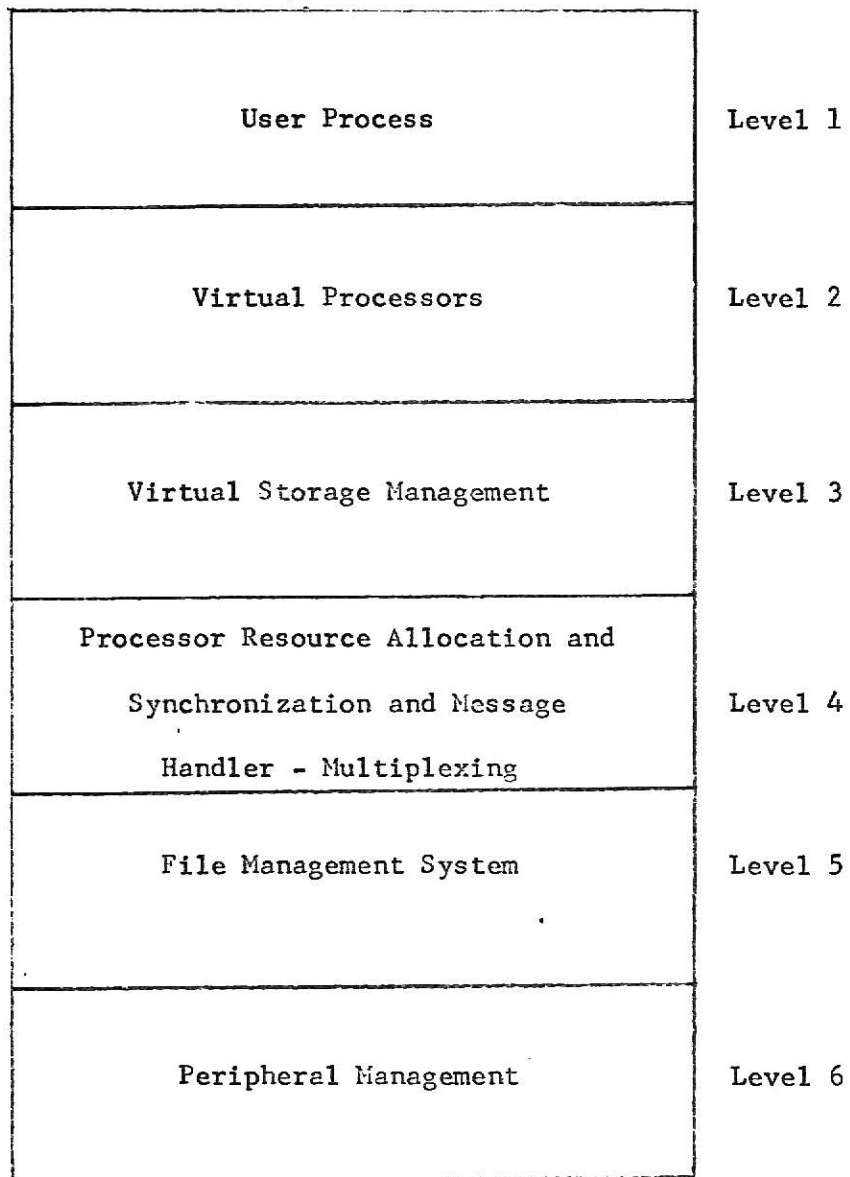 User Process Level 1
Virtual Processors Level 2
Virtual Storage Management Level 3
Processor Resource Allocation and
Synchronization and Message Level 4
Handler - Multiplexing
File Management System Level 5
Peripheral Management Level 6